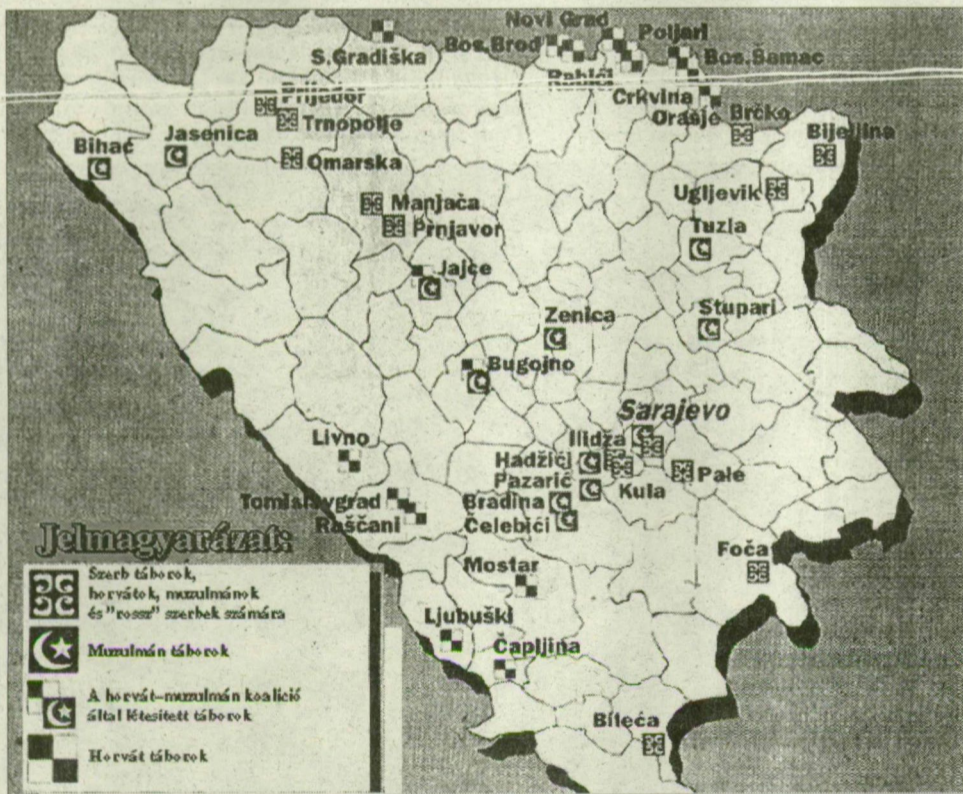 Novi Grad
Poljari
S.Gradiška
Bos.Brod
Bos.Šamac
Rabići
Crkvina
Prijedor
Orašje
Brčko
Trnopolje
Jasenica
Bijeljina
Bihać
Omarska
Ugljevik
Manjača
Prnjavor
Tuzla
Jajce
Stupari
Zenica
Bugojno
Sarajevo
Livno
Ilidža
Hadžići
Pale
Pazarić
Kula
Tomislavgrad
Bradina
Raščani
Čelebići
Foča
Mostar
Ljubuški
Čapljina
Bileća
Jelmagyarázat:
Szerb táborok,
horvátok, muzulmánok
és "rossz" szerbek számára
Muzulmán táborok
A horvát–muzulmán koalíció
által létesített táborok
Horvát táborok